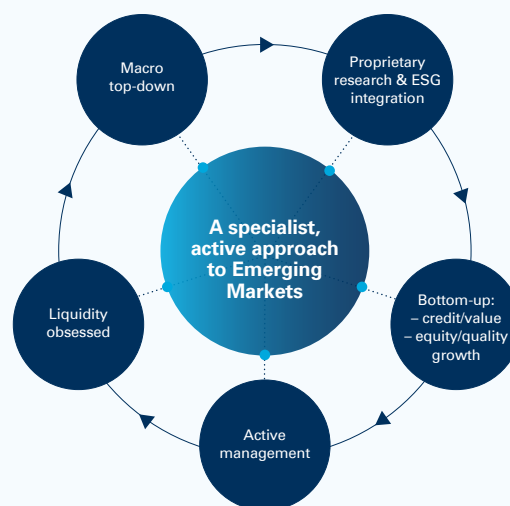 Macro
top-down
Proprietary
research & ESG
integration
A specialist,
active approach
to Emerging
Markets
Liquidity
obsessed
Bottom-up:
– credit/value
– equity/quality
growth
Active
management